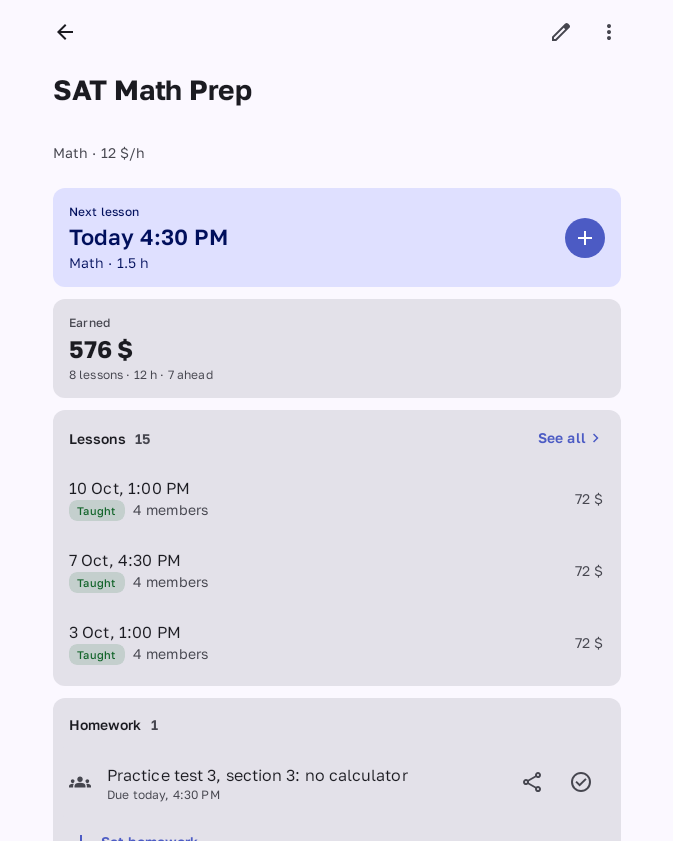 SAT Math Prep
Math · 12 $/h
Next lesson
Today 4:30 PM
Math · 1.5 h
Earned
576 $
8 lessons · 12 h · 7 ahead
Lessons 15
See all
10 Oct, 1:00 PM
Taught 4 members
72 $
7 Oct, 4:30 PM
Taught 4 members
72 $
3 Oct, 1:00 PM
Taught 4 members
72 $
Homework 1
Practice test 3, section 3: no calculator
Due today, 4:30 PM
Set homework